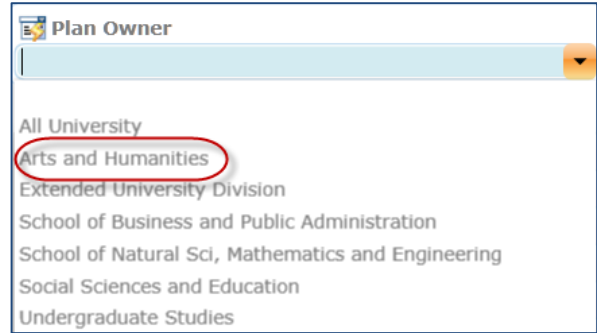 Plan Owner
All University
Arts and Humanities
Extended University Division
School of Business and Public Administration
School of Natural Sci, Mathematics and Engineering
Social Sciences and Education
Undergraduate Studies